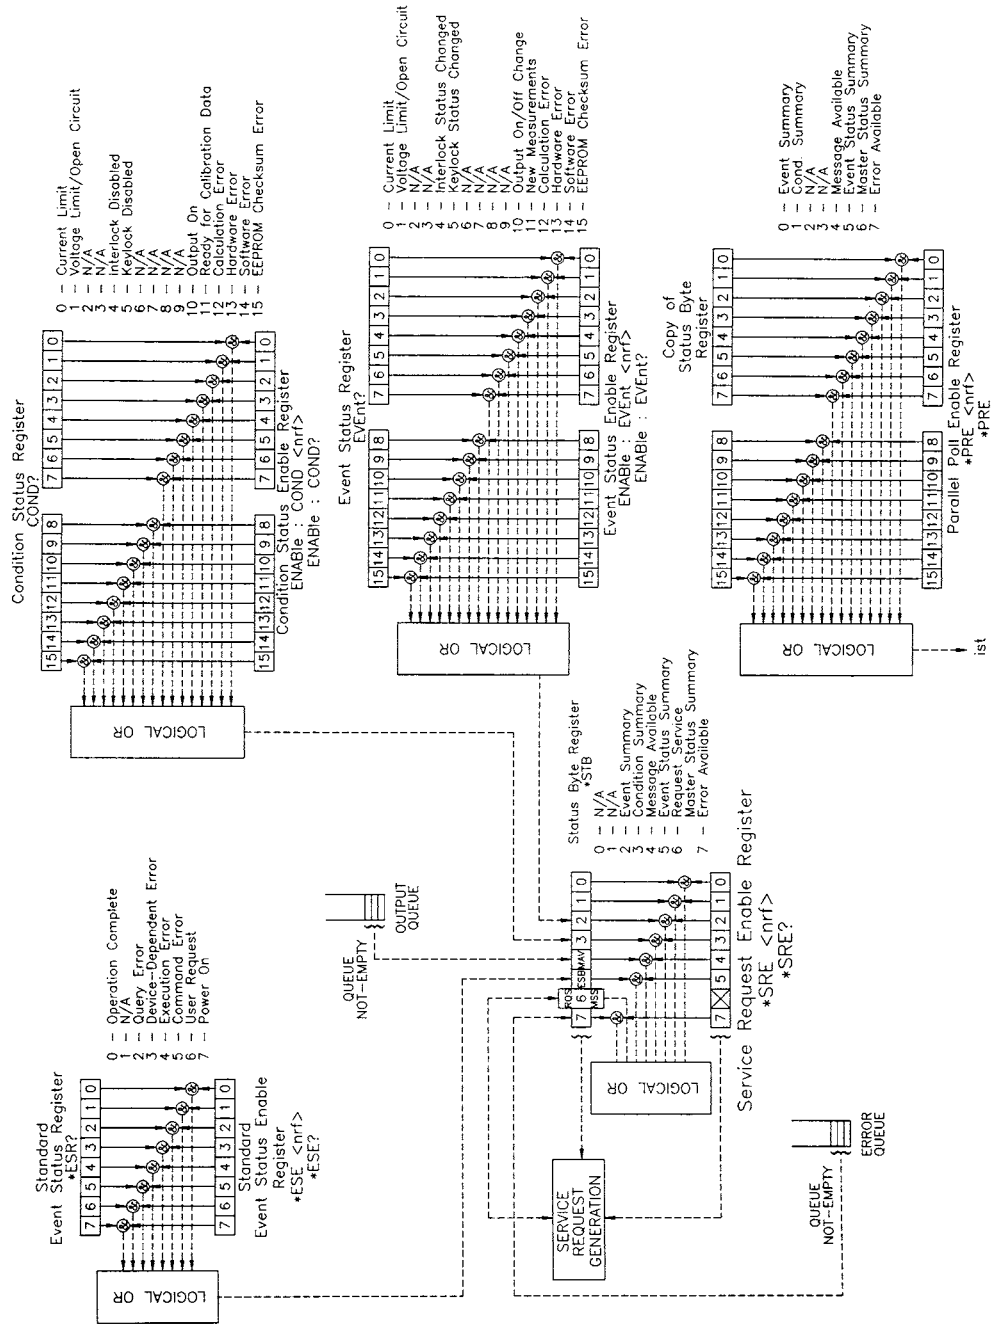 Condition Status Register
COND?
15 14 13 12 11 10 9 8 7 6 5 4 3 2 1 0
& & & & & & & & & & & & & & & &
15 14 13 12 11 10 9 8 7 6 5 4 3 2 1 0
Condition Status Enable Register
ENABle : COND <nrf>
ENABle : COND?
LOGICAL OR
0 -- Current Limit
1 -- Voltage Limit/Open Circuit
2 -- N/A
3 -- N/A
4 -- Interlock Disabled
5 -- Keylock Disabled
6 -- N/A
7 -- N/A
8 -- N/A
9 -- N/A
10 -- Output On
11 -- Ready for Calibration Data
12 -- Calculation Error
13 -- Hardware Error
14 -- Software Error
15 -- EEPROM Checksum Error
Event Status Register
EVEnt?
15 14 13 12 11 10 9 8 7 6 5 4 3 2 1 0
& & & & & & & & & & & & & & & &
15 14 13 12 11 10 9 8 7 6 5 4 3 2 1 0
Event Status Enable Register
ENABle : EVEnt <nrf>
ENABle : EVEnt?
LOGICAL OR
0 -- Current Limit
1 -- Voltage Limit/Open Circuit
2 -- N/A
3 -- N/A
4 -- Interlock Status Changed
5 -- Keylock Status Changed
6 -- N/A
7 -- N/A
8 -- N/A
9 -- N/A
10 -- Output On/Off Change
11 -- New Measurements
12 -- Calculation Error
13 -- Hardware Error
14 -- Software Error
15 -- EEPROM Checksum Error
Copy of
Status Byte
Register
15 14 13 12 11 10 9 8 7 6 5 4 3 2 1 0
& & & & & & & & & & & & & & & &
15 14 13 12 11 10 9 8 7 6 5 4 3 2 1 0
Parallel Poll Enable Register
*PRE <nrf>
*PRE
LOGICAL OR
ist
0 -- Event Summary
1 -- Cond. Summary
2 -- N/A
3 -- N/A
4 -- Message Available
5 -- Event Status Summary
6 -- Master Status Summary
7 -- Error Available
Standard
Event Status Register
*ESR?
7 6 5 4 3 2 1 0
& & & & & & & &
7 6 5 4 3 2 1 0
Standard
Event Status Enable
Register
*ESE <nrf>
*ESE?
LOGICAL OR
0 -- Operation Complete
1 -- N/A
2 -- Query Error
3 -- Device-Dependent Error
4 -- Execution Error
5 -- Command Error
6 -- User Request
7 -- Power On
QUEUE
NOT-EMPTY
OUTPUT
QUEUE
Status Byte Register
*STB
7 RQS 6 MSS ESB MAV 3 2 1 0
& & & & & & &
7 5 4 3 2 1 0
Service Request Enable Register
*SRE <nrf>
*SRE?
LOGICAL OR
0 -- N/A
1 -- N/A
2 -- Event Summary
3 -- Condition Summary
4 -- Message Available
5 -- Event Status Summary
6 -- Request Service
Master Status Summary
7 -- Error Available
SERVICE
REQUEST
GENERATION
QUEUE
NOT-EMPTY
ERROR
QUEUE